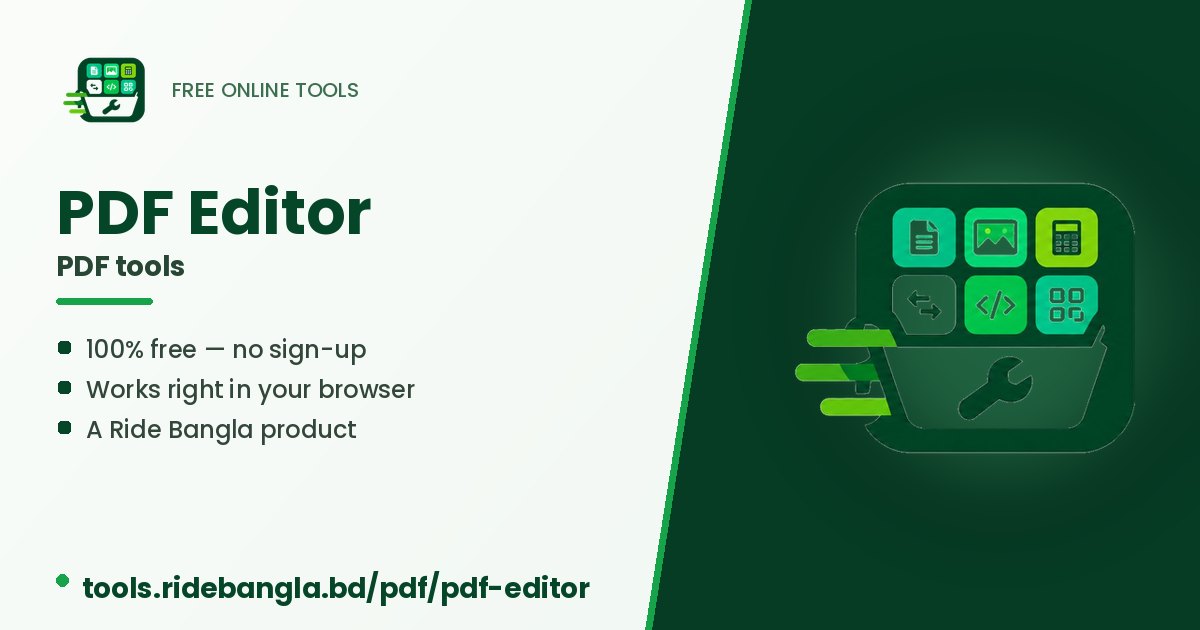 FREE ONLINE TOOLS
PDF Editor
PDF tools
100% free — no sign-up
Works right in your browser
A Ride Bangla product
tools.ridebangla.bd/pdf/pdf-editor